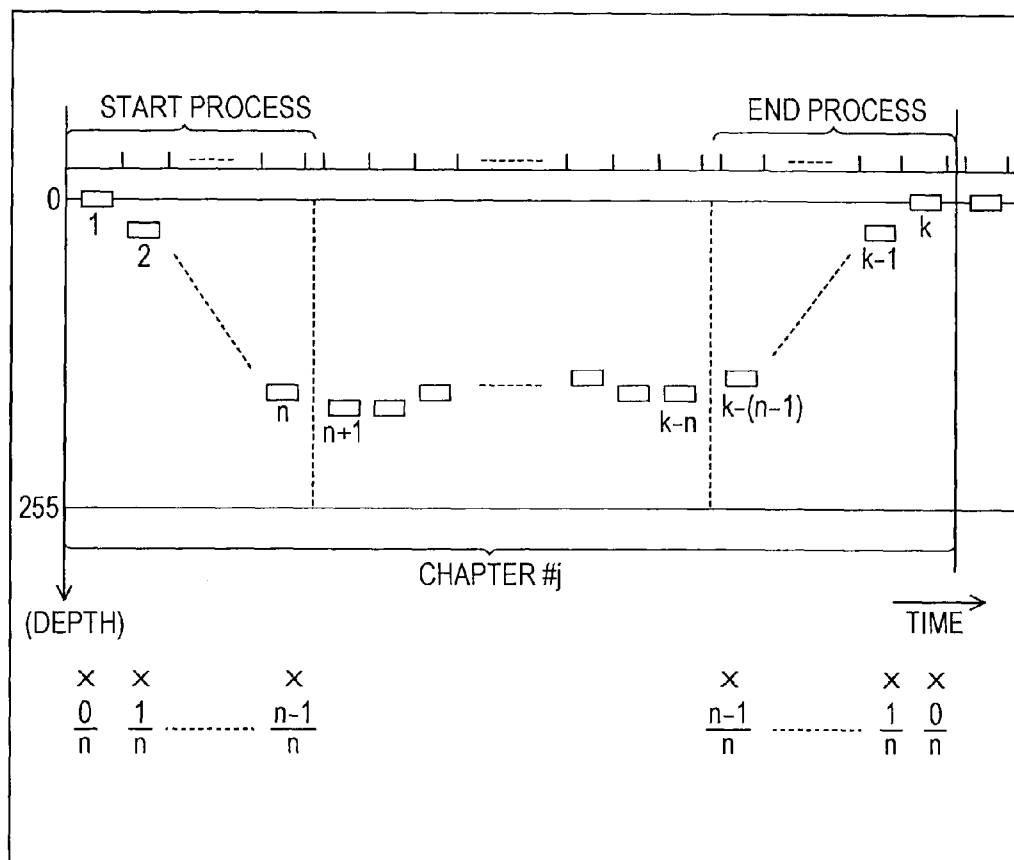 START PROCESS
END PROCESS
0
1
2
k
k-1
n
n+1
k-n
k-(n-1)
255
CHAPTER #j
(DEPTH)
TIME
× × × × × ×
0/n 1/n -------- n-1/n n-1/n -------- 1/n 0/n